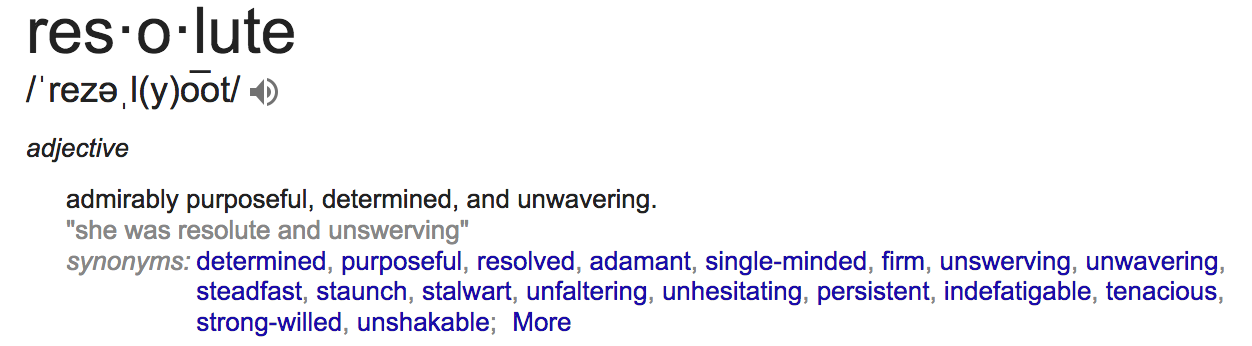 res·o·lute
/ˈrezəˌl(y)o͞ot/
adjective
admirably purposeful, determined, and unwavering.
"she was resolute and unswerving"
synonyms: determined, purposeful, resolved, adamant, single-minded, firm, unswerving, unwavering,
steadfast, staunch, stalwart, unfaltering, unhesitating, persistent, indefatigable, tenacious,
strong-willed, unshakable; More